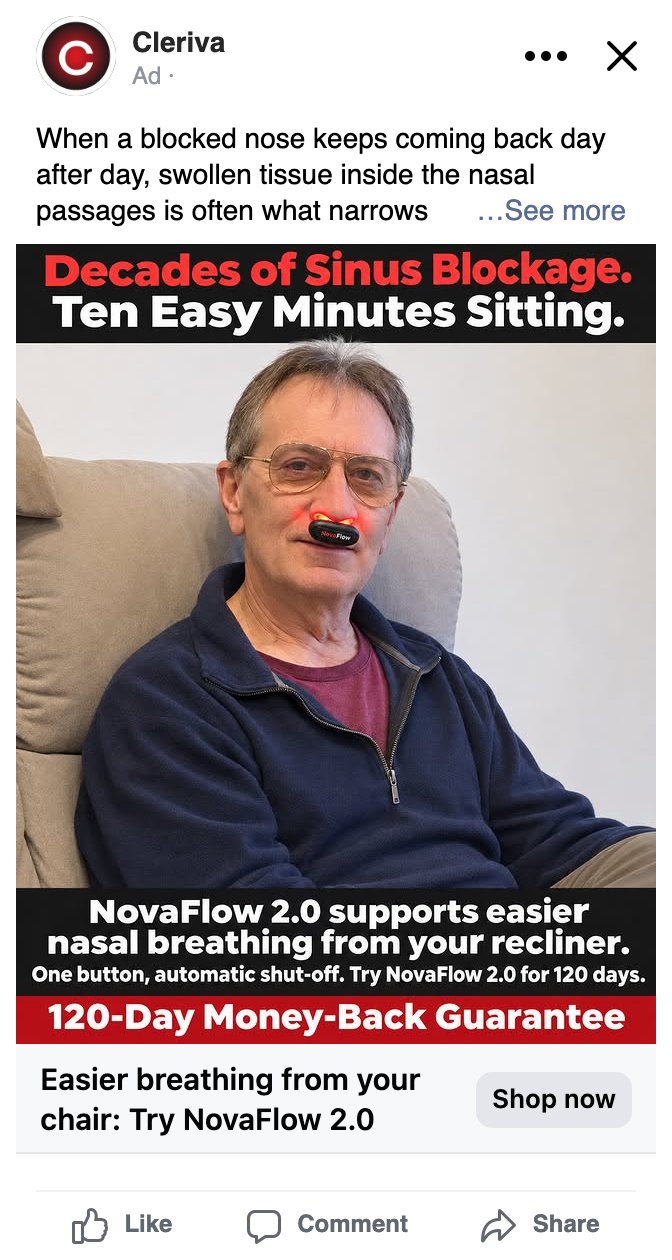 C
Cleriva
Ad ·
When a blocked nose keeps coming back day
after day, swollen tissue inside the nasal
passages is often what narrows ...See more
Decades of Sinus Blockage.
Ten Easy Minutes Sitting.
NovaFlow
NovaFlow 2.0 supports easier
nasal breathing from your recliner.
One button, automatic shut-off. Try NovaFlow 2.0 for 120 days.
120-Day Money-Back Guarantee
Easier breathing from your
chair: Try NovaFlow 2.0
Shop now
Like Comment Share